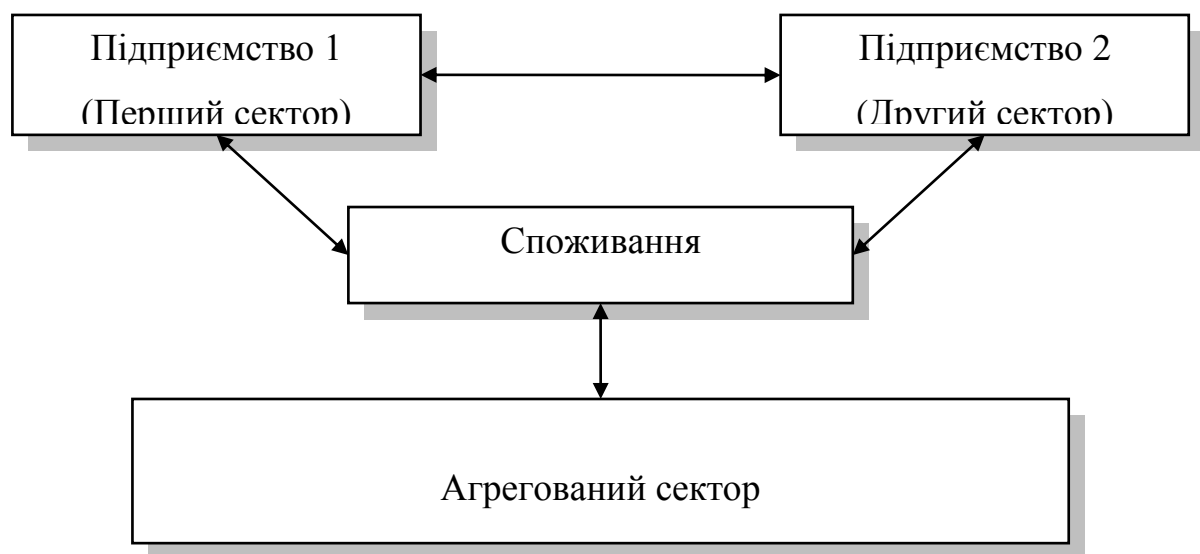 Підприємство 1
(Перший сектор)
Підприємство 2
(Другий сектор)
Споживання
Агрегований сектор